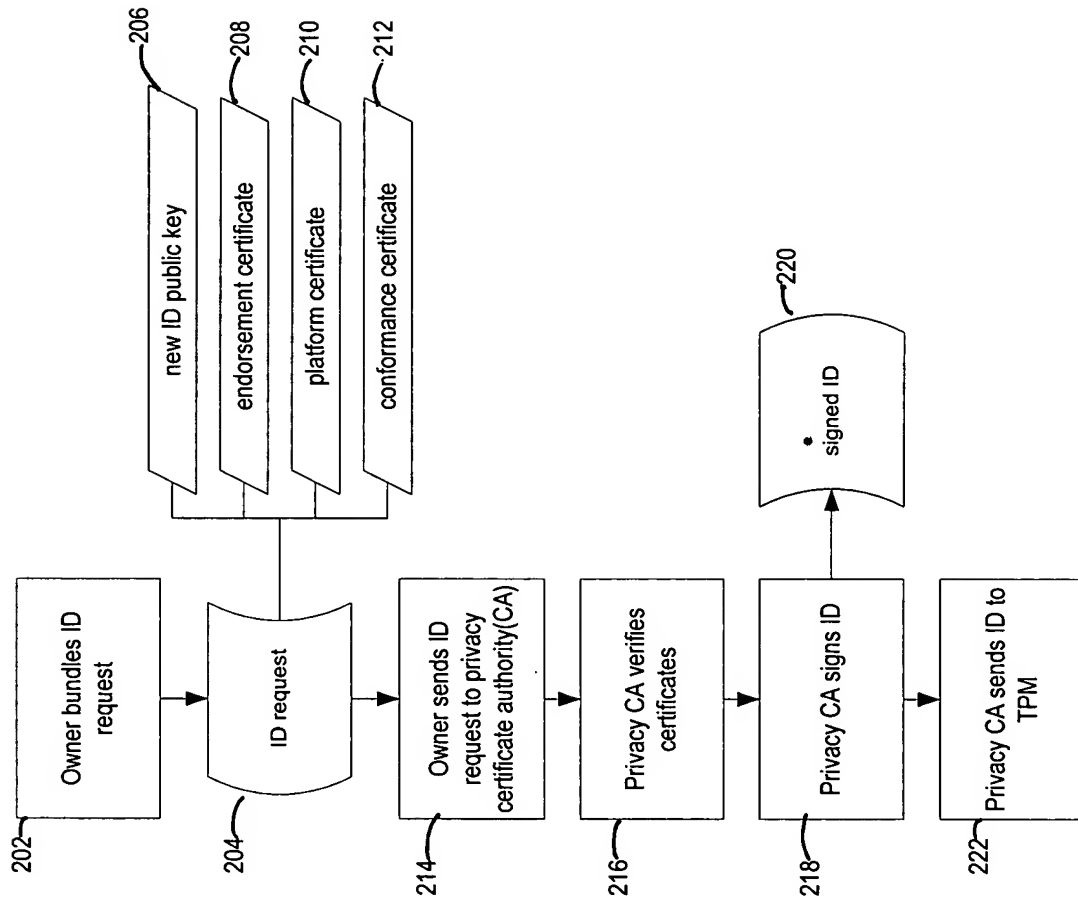 202
Owner bundles ID
request
204
ID request
206
new ID public key
208
endorsement certificate
210
platform certificate
212
conformance certificate
214
Owner sends ID
request to privacy
certificate authority(CA)
216
Privacy CA verifies
certificates
218
Privacy CA signs ID
220
signed ID
222
Privacy CA sends ID to
TPM